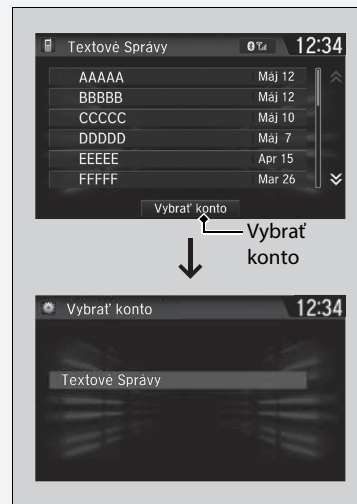 Textové Správy 12:34
AAAAA Máj 12
BBBBB Máj 12
CCCCC Máj 10
DDDDD Máj 7
EEEEE Apr 15
FFFFF Mar 26
Vybrať konto
Vybrať
konto
Vybrať konto 12:34
Textové Správy